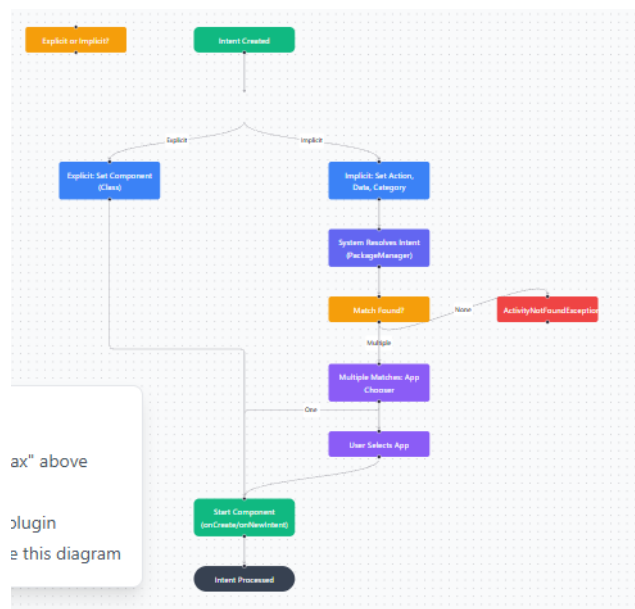 Explicit or Implicit?
Intent Created
Explicit
Implicit
Explicit: Set Component
(Class)
Implicit: Set Action,
Data, Category
System Resolves Intent
(PackageManager)
Match Found?
None
ActivityNotFoundException
Multiple
Multiple Matches: App
Chooser
One
User Selects App
ax" above
plugin
e this diagram
Start Component
(onCreate/onNewIntent)
Intent Processed